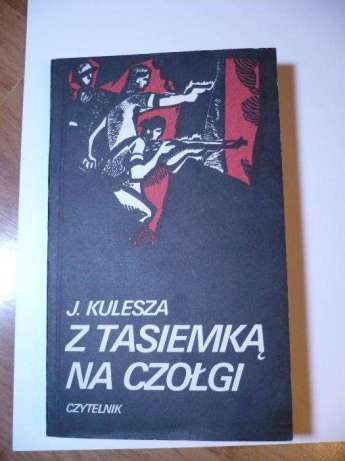 J. KULESZA
Z TASIEMKĄ
NA CZOŁGI
CZYTELNIK